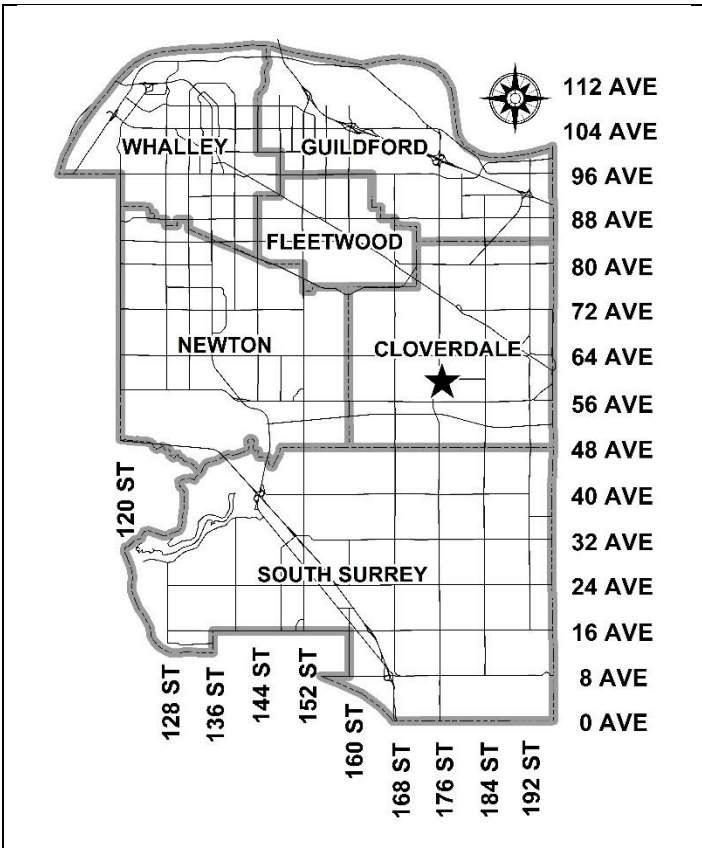 112 AVE
104 AVE
WHALLEY
GUILDFORD
96 AVE
88 AVE
FLEETWOOD
80 AVE
72 AVE
NEWTON
CLOVERDALE
64 AVE
56 AVE
48 AVE
120 ST
40 AVE
32 AVE
SOUTH SURREY
24 AVE
16 AVE
128 ST
136 ST
144 ST
152 ST
160 ST
8 AVE
0 AVE
168 ST
176 ST
184 ST
192 ST